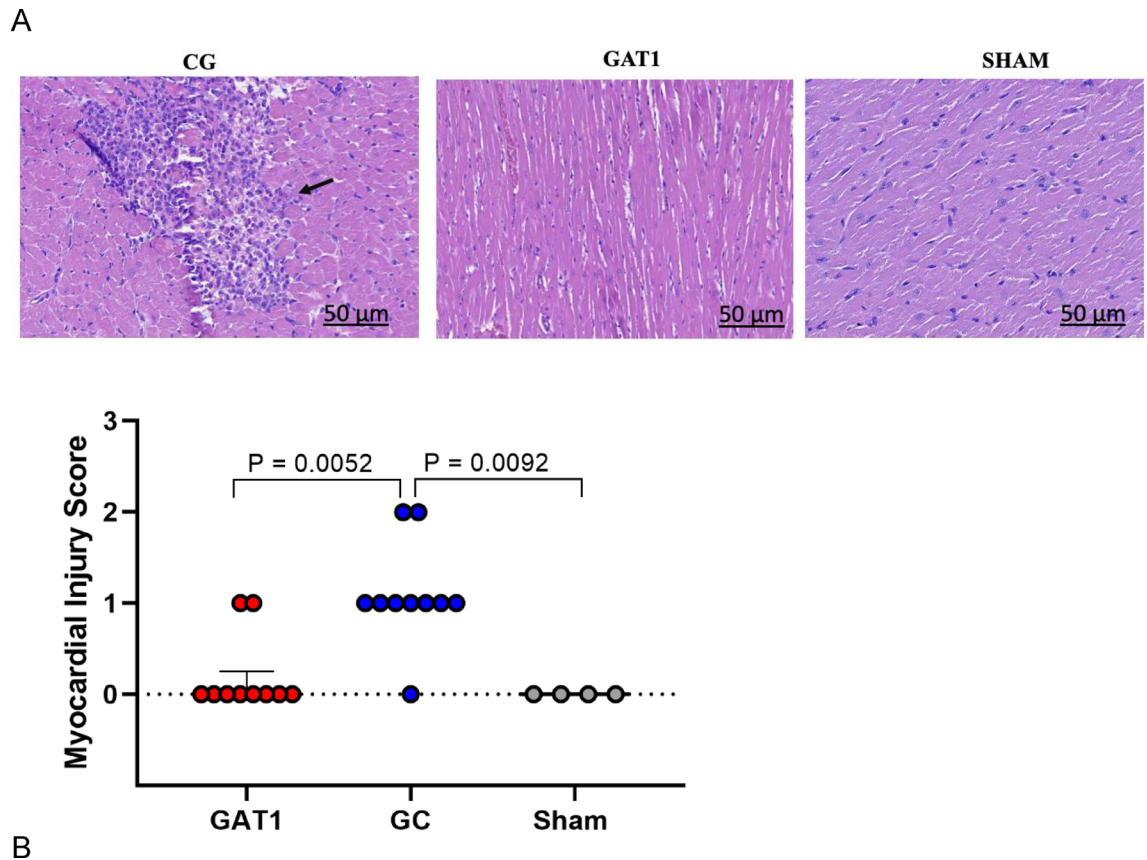 A
CG
GAT1
SHAM
50 µm
50 µm
50 µm
3
P = 0.0052
P = 0.0092
2
1
0
Myocardial Injury Score
GAT1
GC
Sham
B